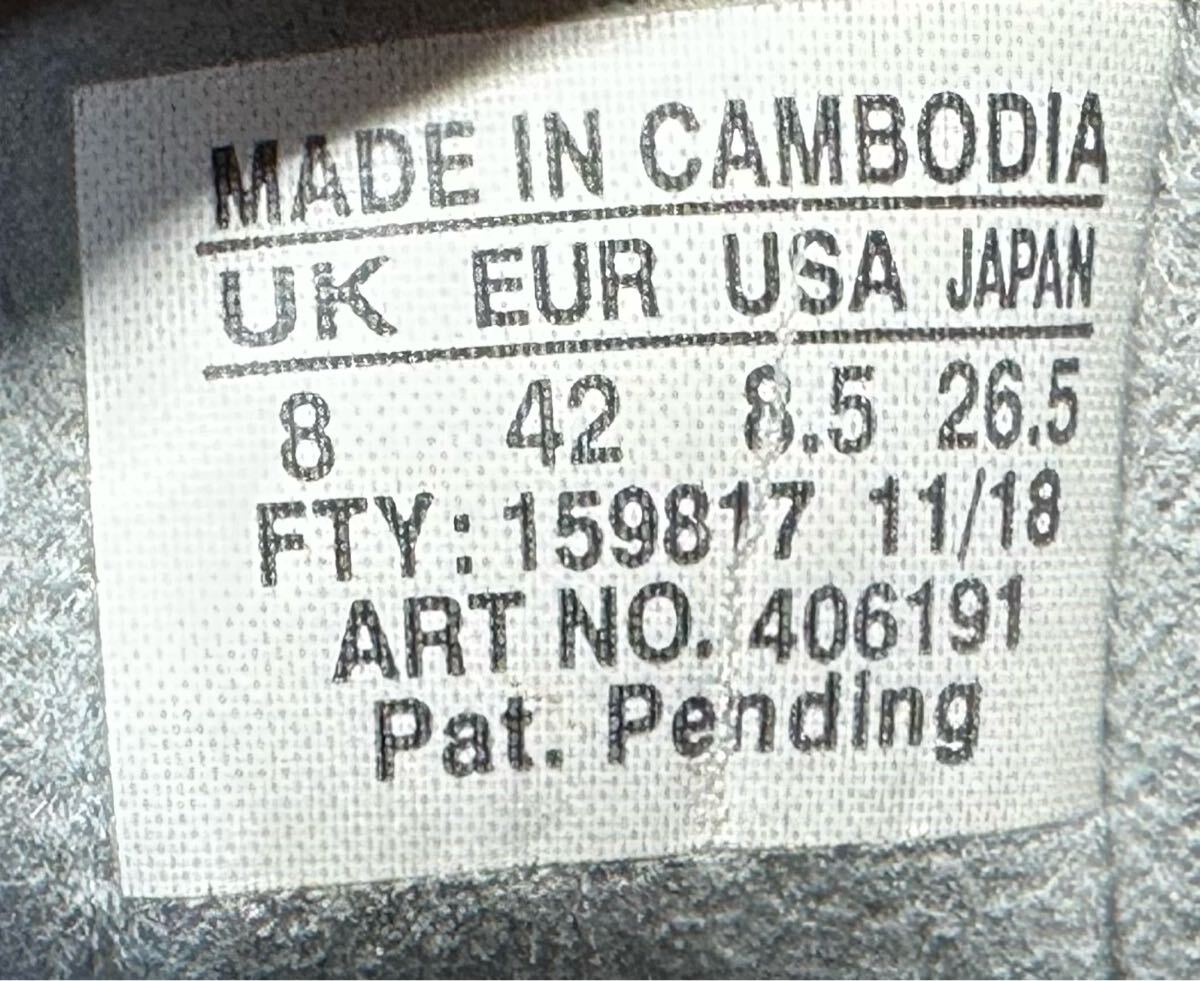 MADE IN CAMBODIA
UK EUR USA JAPAN
8 42 8.5 26.5
FTY: 159817 11/18
ART NO. 406191
Pat. Pending